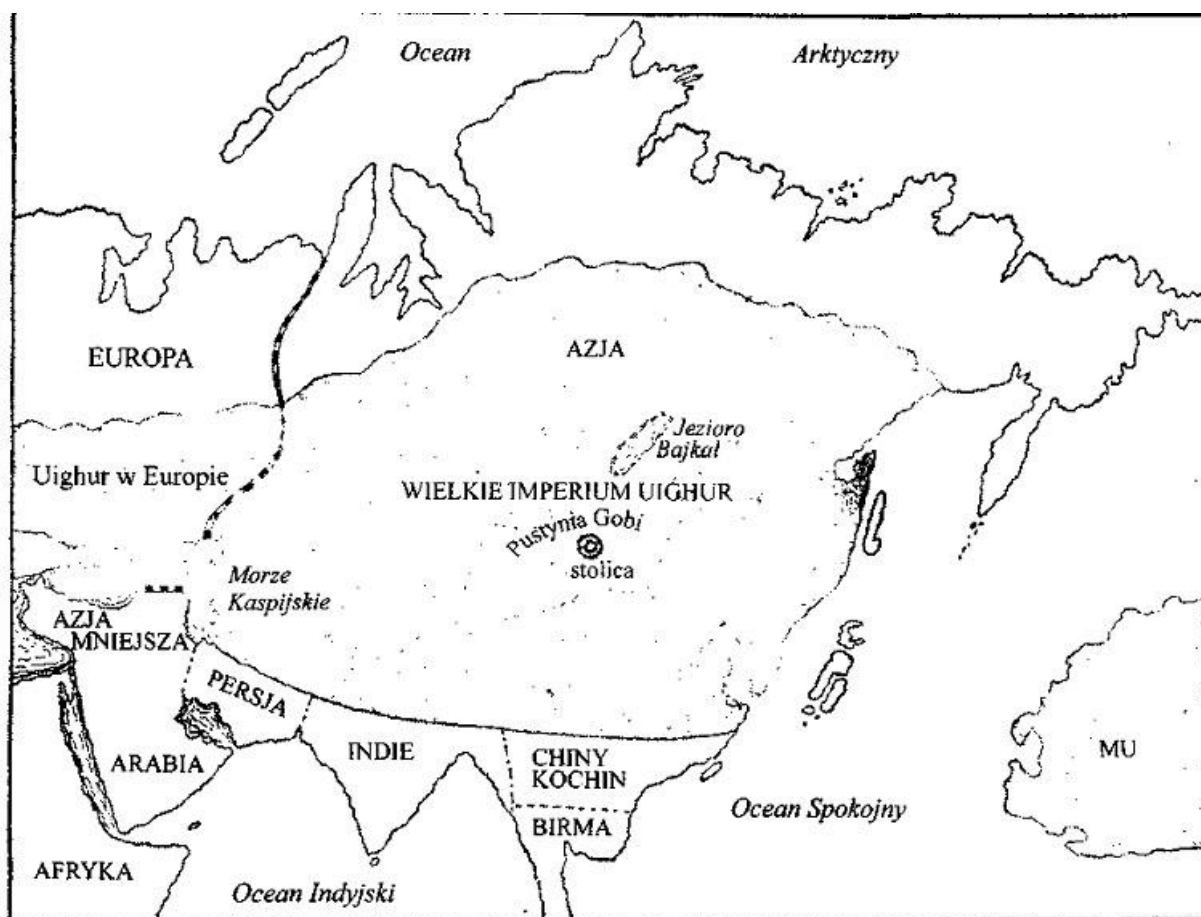 Ocean Arktyczny
EUROPA
AZJA
Jezioro
Bajkał
Uighur w Europie
WIELKIE IMPERIUM UIGHUR
Pustynia Gobi
stolica
Morze
Kaspijskie
AZJA
MNIEJSZA
PERSJA
ARABIA
INDIE
CHINY
KOCHIN
BIRMA
MU
Ocean Spokojny
AFRYKA
Ocean Indyjski